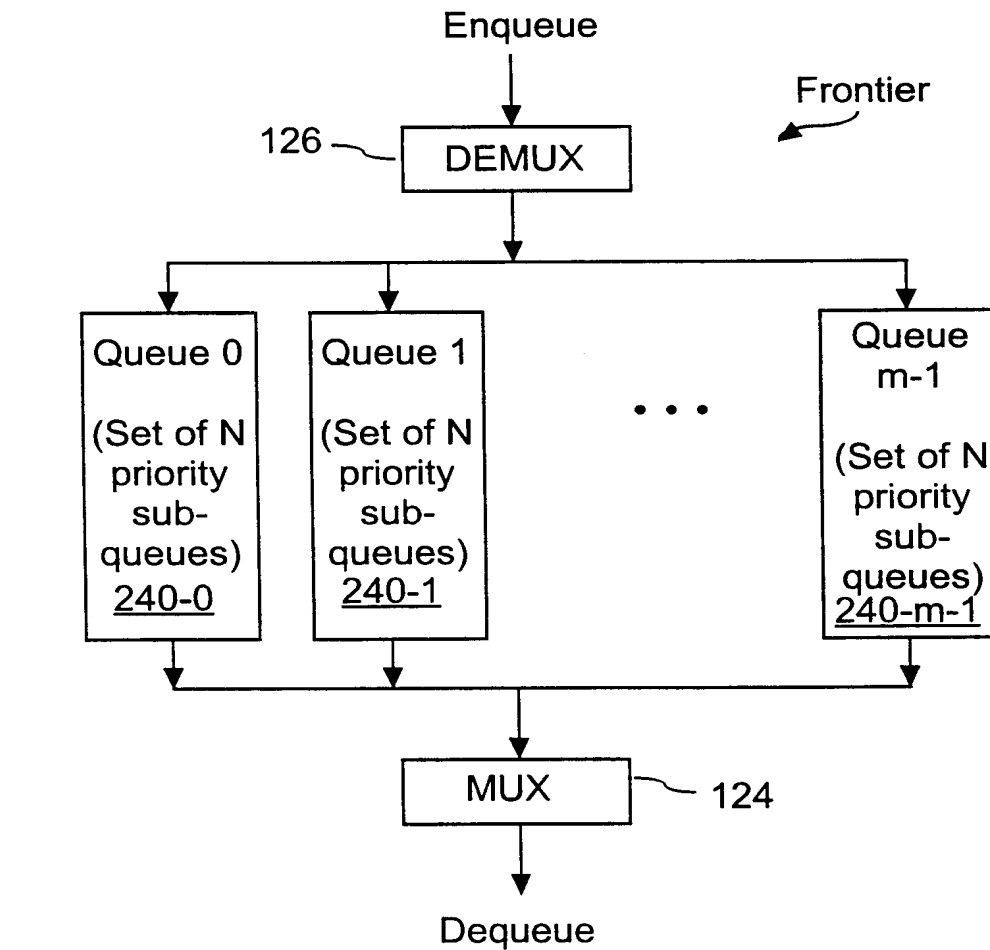 Enqueue
Frontier
126
DEMUX
Queue 0
(Set of N
priority
sub-
queues)
240-0
Queue 1
(Set of N
priority
sub-
queues)
240-1
• • •
Queue
m-1
(Set of N
priority
sub-
queues)
240-m-1
MUX
124
Dequeue